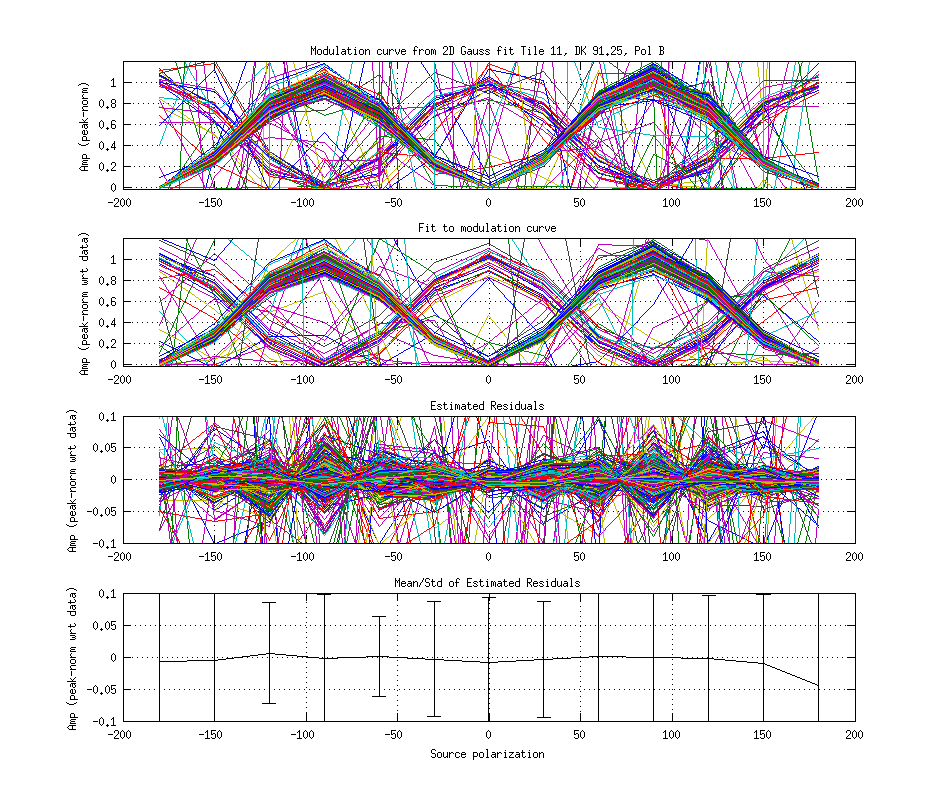 Modulation curve from 2D Gauss fit Tile 11, DK 91.25, Pol B
Amp (peak-norm)
1
0.8
0.6
0.4
0.2
0
-200 -150 -100 -50 0 50 100 150 200
Fit to modulation curve
Amp (peak-norm wrt data)
1
0.8
0.6
0.4
0.2
0
-200 -150 -100 -50 0 50 100 150 200
Estimated Residuals
Amp (peak-norm wrt data)
0.1
0.05
0
-0.05
-0.1
-200 -150 -100 -50 0 50 100 150 200
Mean/Std of Estimated Residuals
Amp (peak-norm wrt data)
0.1
0.05
0
-0.05
-0.1
-200 -150 -100 -50 0 50 100 150 200
Source polarization